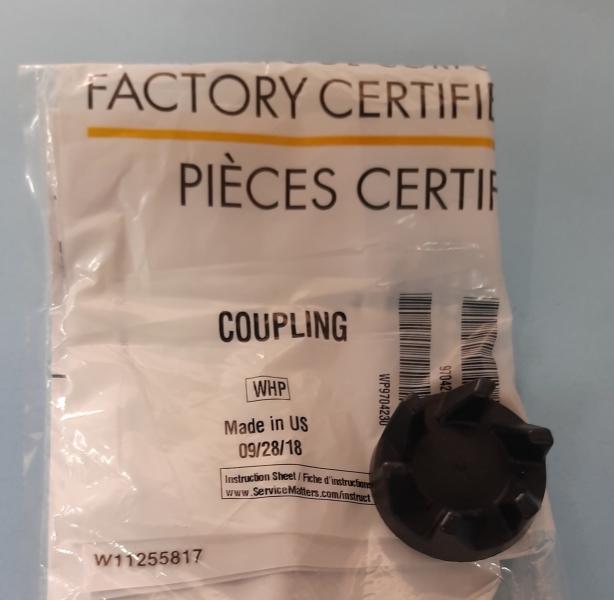 FACTORY CERTIFIE
PIÈCES CERTIF
COUPLING
WHP
Made in US
09/28/18
Instruction Sheet / Fiche d'instructions
www.ServiceMatters.com/instruct
WP9704230
W11255817